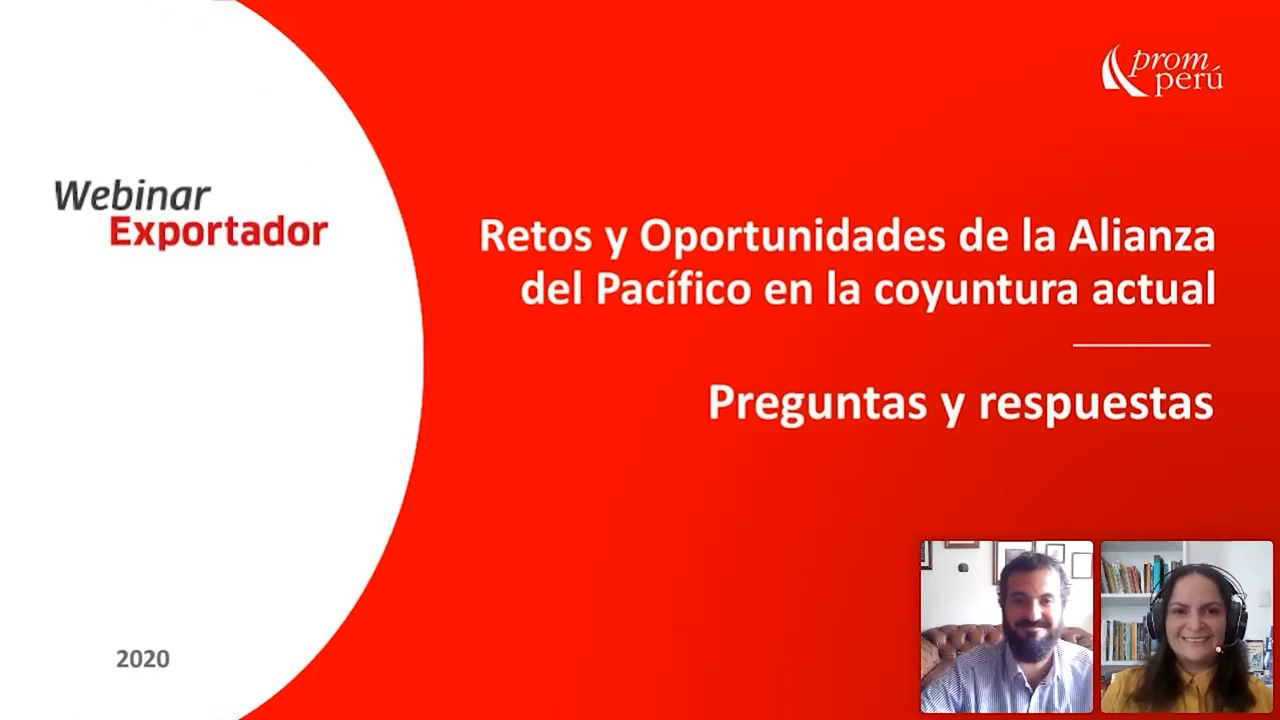 prom
perú
Webinar
Exportador
Retos y Oportunidades de la Alianza
del Pacífico en la coyuntura actual
Preguntas y respuestas
2020